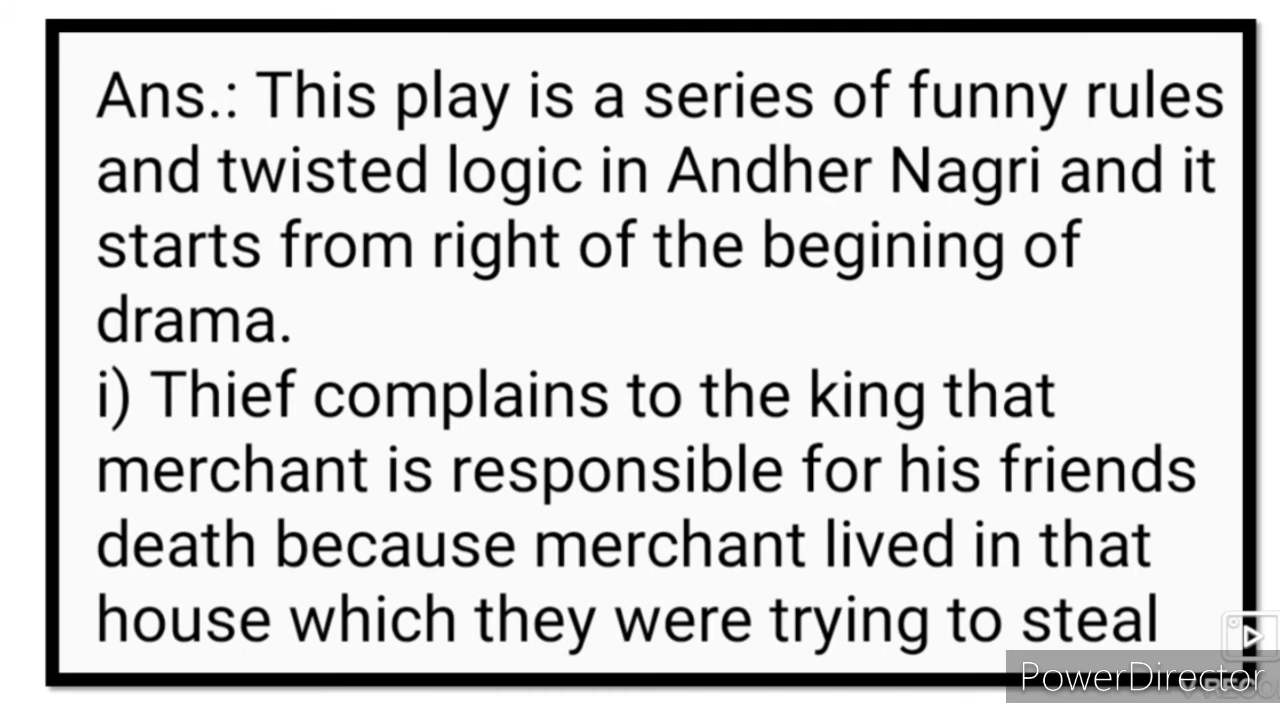 Ans.: This play is a series of funny rules
and twisted logic in Andher Nagri and it
starts from right of the begining of
drama.
i) Thief complains to the king that
merchant is responsible for his friends
death because merchant lived in that
house which they were trying to steal
PowerDirector